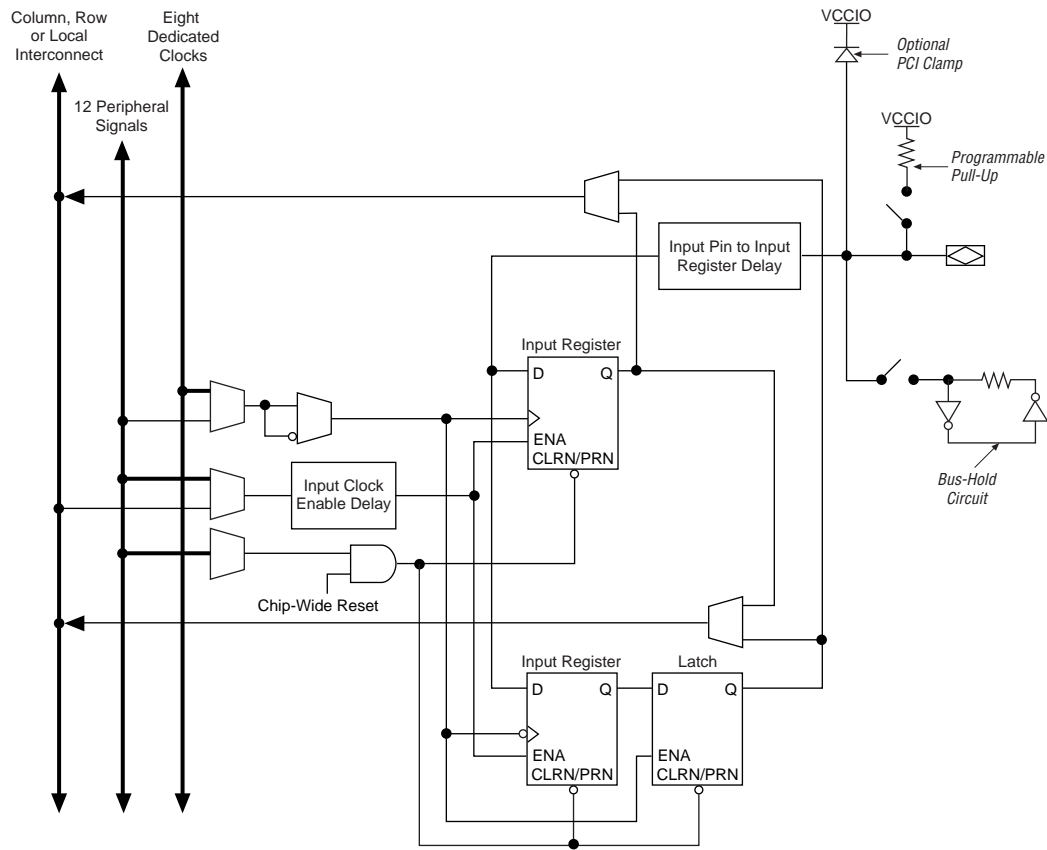 Column, Row
or Local
Interconnect
Eight
Dedicated
Clocks
12 Peripheral
Signals
VCCIO
Optional
PCI Clamp
VCCIO
Programmable
Pull-Up
Input Pin to Input
Register Delay
Input Register
D
Q
ENA
CLRN/PRN
Input Clock
Enable Delay
Chip-Wide Reset
Bus-Hold
Circuit
Input Register
D
Q
ENA
CLRN/PRN
Latch
D
Q
ENA
CLRN/PRN